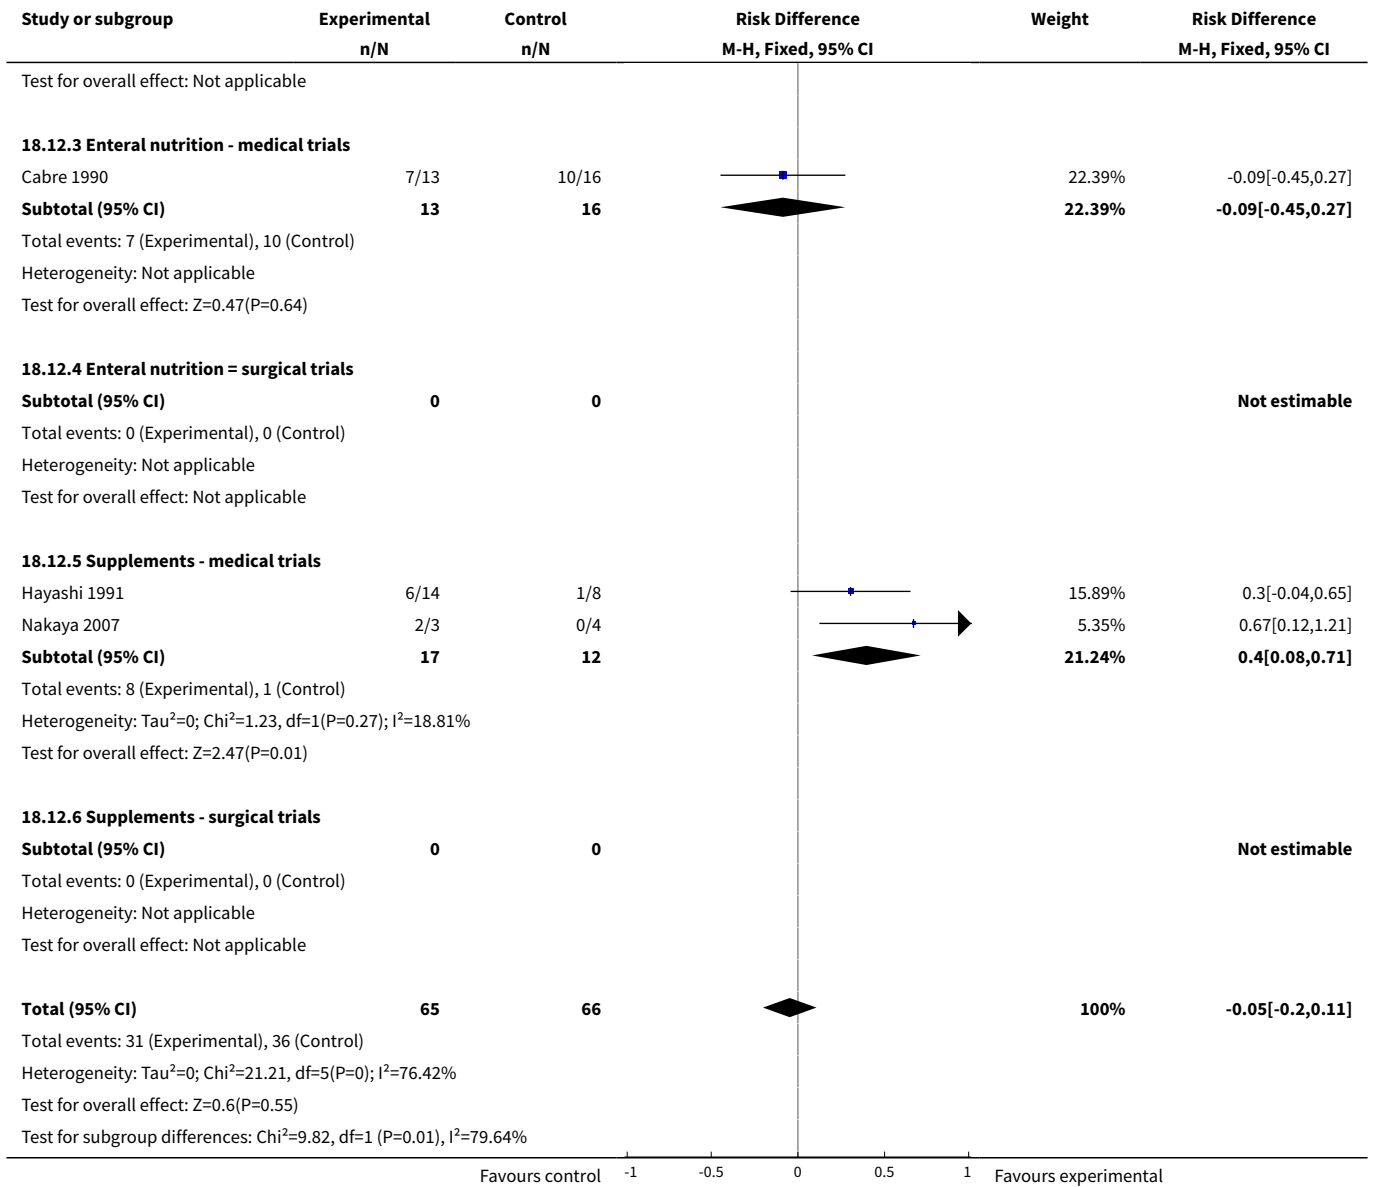 Study or subgroup Experimental Control Risk Difference Weight Risk Difference
n/N n/N M-H, Fixed, 95% CI M-H, Fixed, 95% CI
Test for overall effect: Not applicable
18.12.3 Enteral nutrition - medical trials
Cabre 1990 7/13 10/16 22.39% -0.09[-0.45,0.27]
Subtotal (95% CI) 13 16 22.39% -0.09[-0.45,0.27]
Total events: 7 (Experimental), 10 (Control)
Heterogeneity: Not applicable
Test for overall effect: Z=0.47(P=0.64)
18.12.4 Enteral nutrition = surgical trials
Subtotal (95% CI) 0 0 Not estimable
Total events: 0 (Experimental), 0 (Control)
Heterogeneity: Not applicable
Test for overall effect: Not applicable
18.12.5 Supplements - medical trials
Hayashi 1991 6/14 1/8 15.89% 0.3[-0.04,0.65]
Nakaya 2007 2/3 0/4 5.35% 0.67[0.12,1.21]
Subtotal (95% CI) 17 12 21.24% 0.4[0.08,0.71]
Total events: 8 (Experimental), 1 (Control)
Heterogeneity: Tau²=0; Chi²=1.23, df=1(P=0.27); I²=18.81%
Test for overall effect: Z=2.47(P=0.01)
18.12.6 Supplements - surgical trials
Subtotal (95% CI) 0 0 Not estimable
Total events: 0 (Experimental), 0 (Control)
Heterogeneity: Not applicable
Test for overall effect: Not applicable
Total (95% CI) 65 66 100% -0.05[-0.2,0.11]
Total events: 31 (Experimental), 36 (Control)
Heterogeneity: Tau²=0; Chi²=21.21, df=5(P=0); I²=76.42%
Test for overall effect: Z=0.6(P=0.55)
Test for subgroup differences: Chi²=9.82, df=1 (P=0.01), I²=79.64%
Favours control -1 -0.5 0 0.5 1 Favours experimental